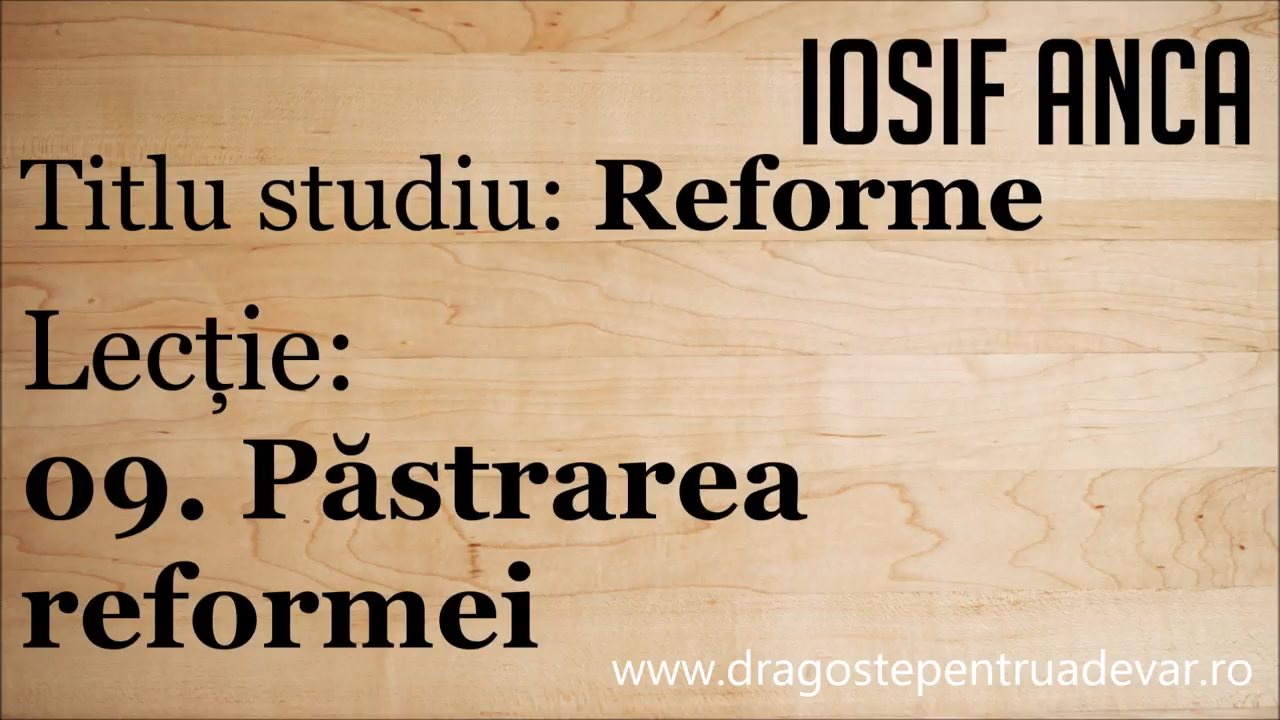 IOSIF ANCA
Titlu studiu: Reforme
Lecție:
09. Păstrarea
reformei
www.dragostepentruadevar.ro